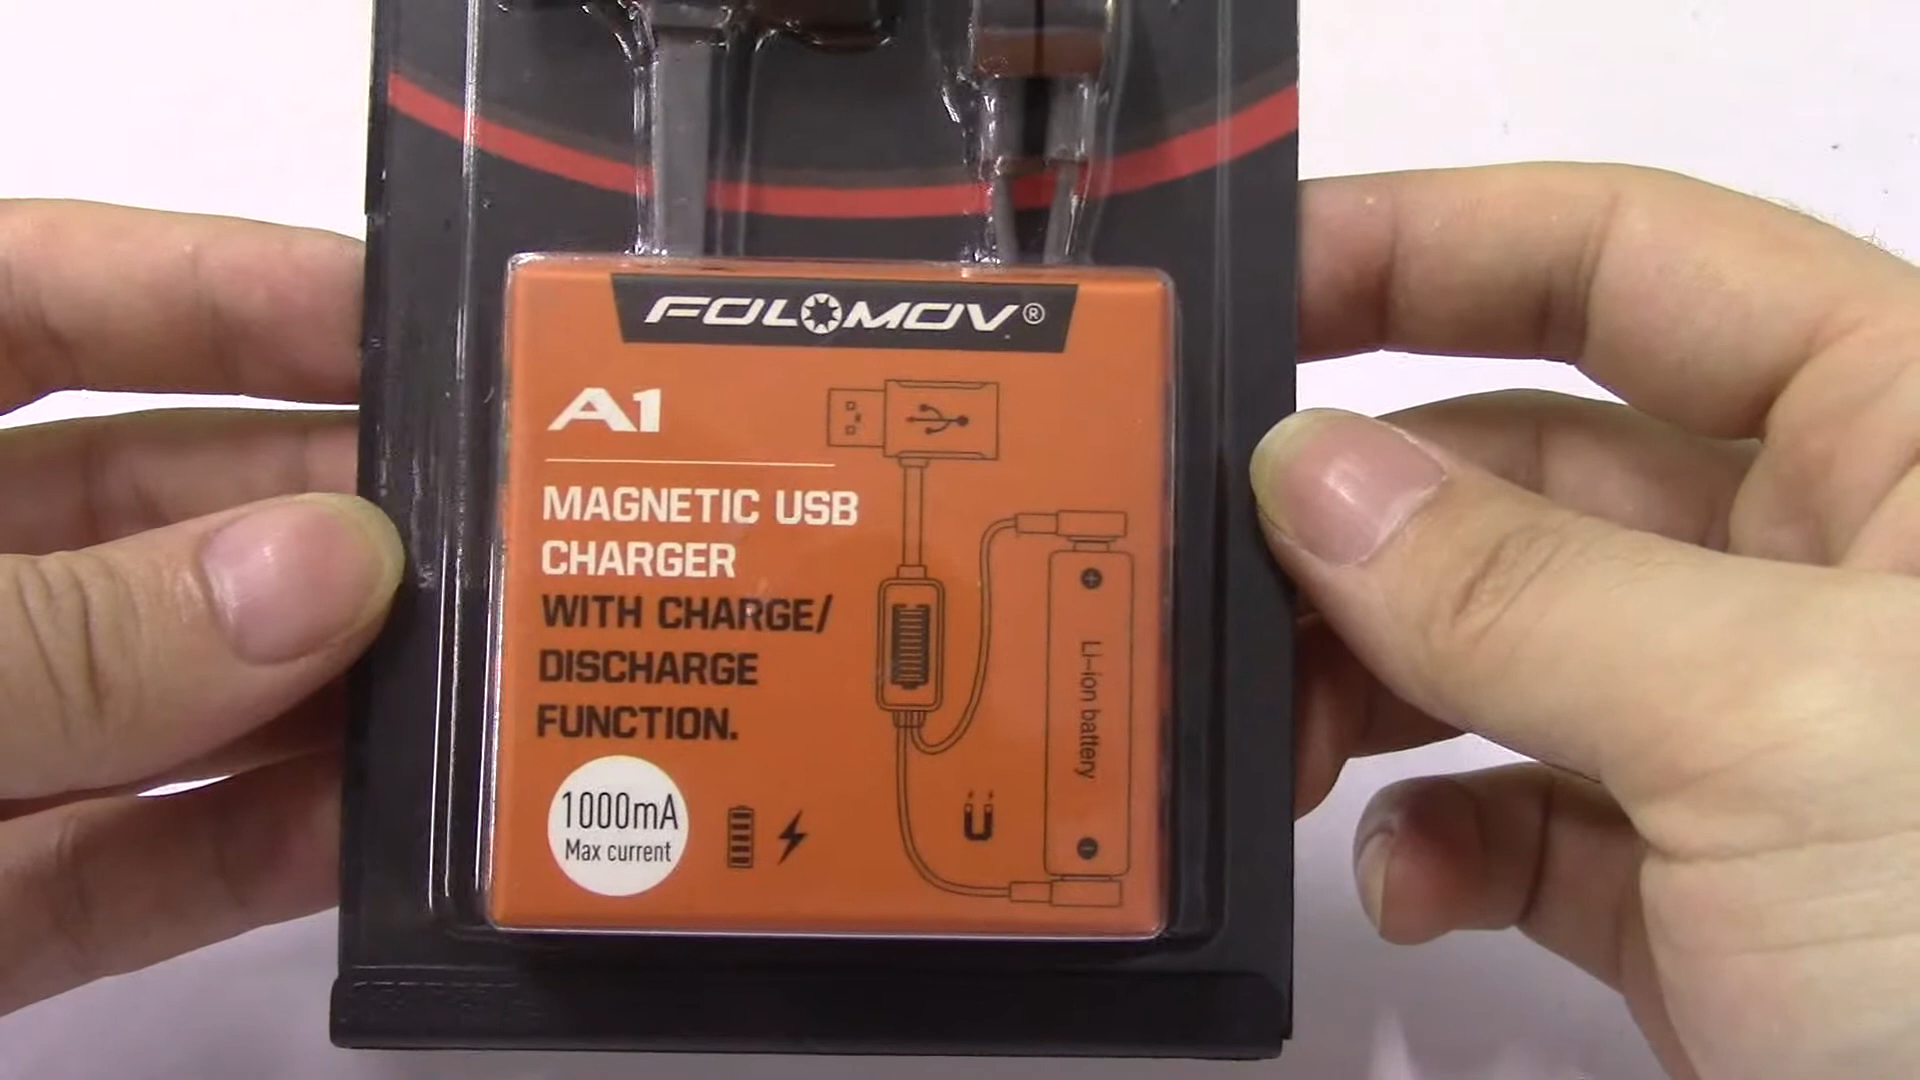 FOLOMOV®
A1
MAGNETIC USB
CHARGER
WITH CHARGE/
DISCHARGE
FUNCTION.
1000mA
Max current
+
Li-ion battery
-